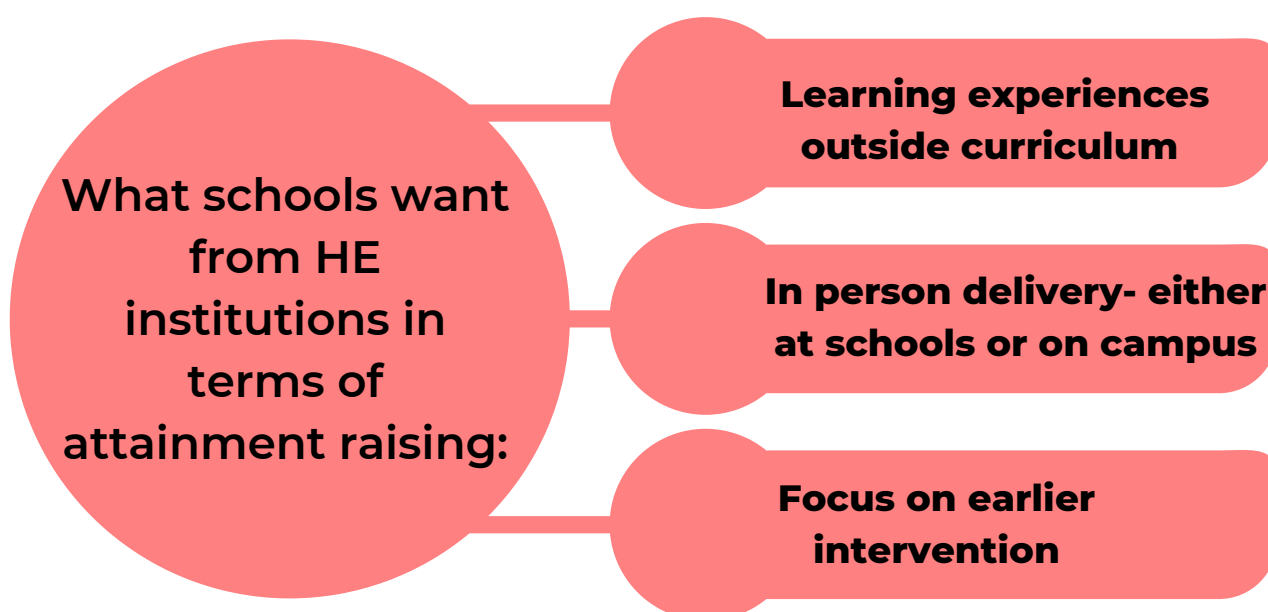 What schools want
from HE
institutions in
terms of
attainment raising:
Learning experiences
outside curriculum
In person delivery- either
at schools or on campus
Focus on earlier
intervention